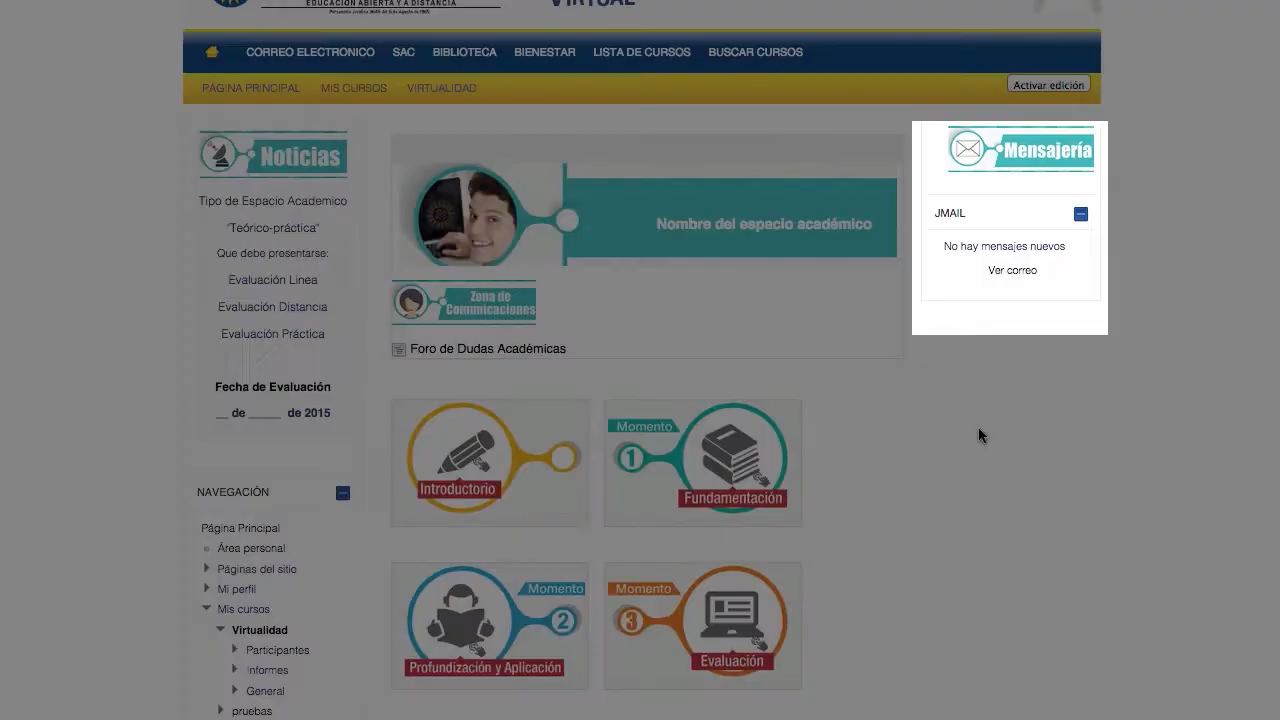 EDUCACIÓN ABIERTA Y A DISTANCIA
VIRTUAL
CORREO ELECTRONICO SAC BIBLIOTECA BIENESTAR LISTA DE CURSOS BUSCAR CURSOS
PÁGINA PRINCIPAL MIS CURSOS VIRTUALIDAD
Activar edición
Noticias
Tipo de Espacio Academico
"Teórico-práctica"
Que debe presentarse:
Evaluación Linea
Evaluación Distancia
Evaluación Práctica
Fecha de Evaluación
__ de _____ de 2015
NAVEGACIÓN
Página Principal
Área personal
Páginas del sitio
Mi perfil
Mis cursos
Virtualidad
Participantes
Informes
General
pruebas
Nombre del espacio académico
Zona de
Comunicaciones
Foro de Dudas Académicas
Introductorio
Momento
1
Fundamentación
Momento
2
Profundización y Aplicación
Momento
3
Evaluación
Mensajería
JMAIL
No hay mensajes nuevos
Ver correo